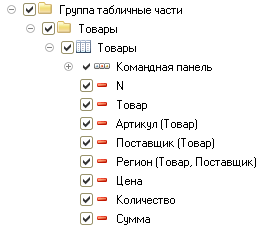 Группа табличные части
Товары
Товары
Командная панель
N
Товар
Артикул (Товар)
Поставщик (Товар)
Регион (Товар, Поставщик)
Цена
Количество
Сумма